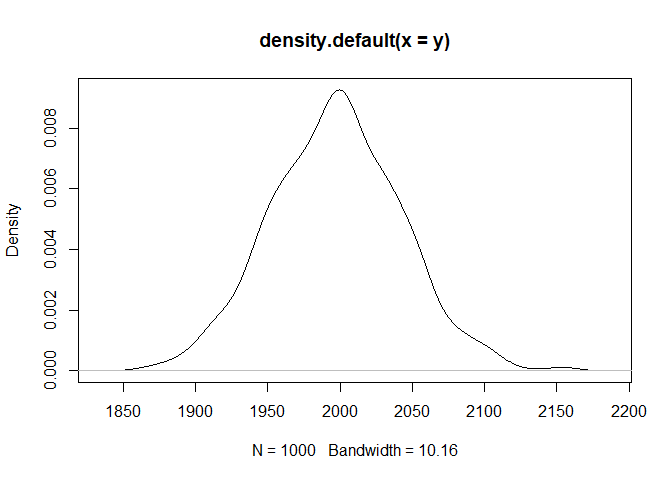 density.default(x = y)
Density
0.000 0.002 0.004 0.006 0.008
1850 1900 1950 2000 2050 2100 2150 2200
N = 1000 Bandwidth = 10.16